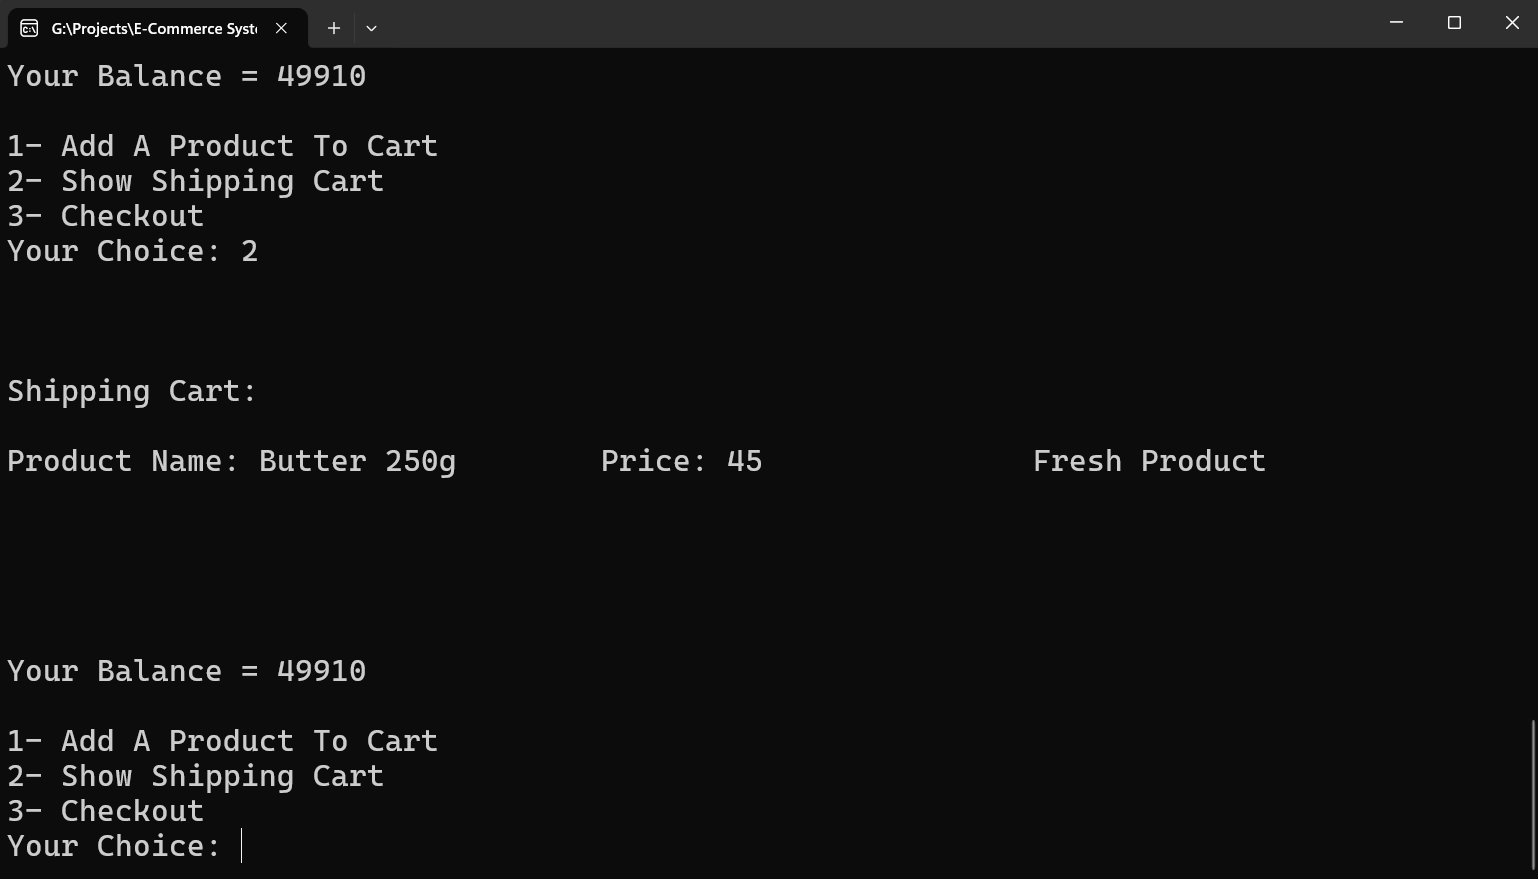 G:\Projects\E-Commerce Syste
Your Balance = 49910
1- Add A Product To Cart
2- Show Shipping Cart
3- Checkout
Your Choice: 2
Shipping Cart:
Product Name: Butter 250g Price: 45 Fresh Product
Your Balance = 49910
1- Add A Product To Cart
2- Show Shipping Cart
3- Checkout
Your Choice: